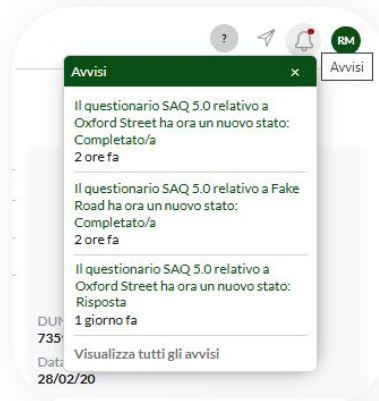 ?
RM
Avvisi ×
Avvisi
Il questionario SAQ 5.0 relativo a
Oxford Street ha ora un nuovo stato:
Completato/a
2 ore fa
Il questionario SAQ 5.0 relativo a Fake
Road ha ora un nuovo stato:
Completato/a
2 ore fa
Il questionario SAQ 5.0 relativo a
Oxford Street ha ora un nuovo stato:
Risposta
1 giorno fa
Visualizza tutti gli avvisi
DUN
735
Data
28/02/20